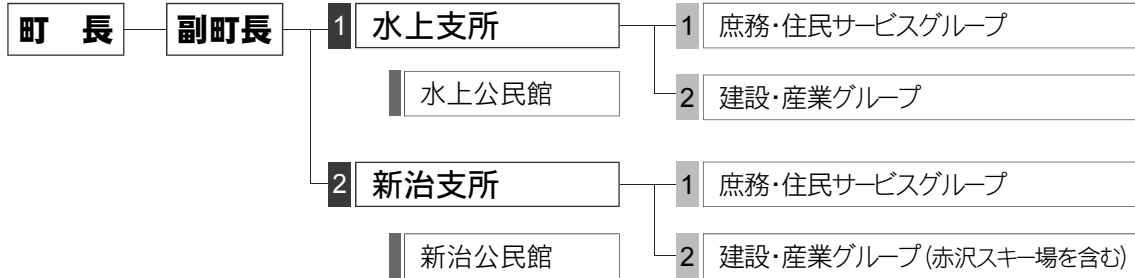 町　長
副町長
1 水上支所
1 庶務・住民サービスグループ
水上公民館
2 建設・産業グループ
2 新治支所
1 庶務・住民サービスグループ
新治公民館
2 建設・産業グループ(赤沢スキー場を含む)